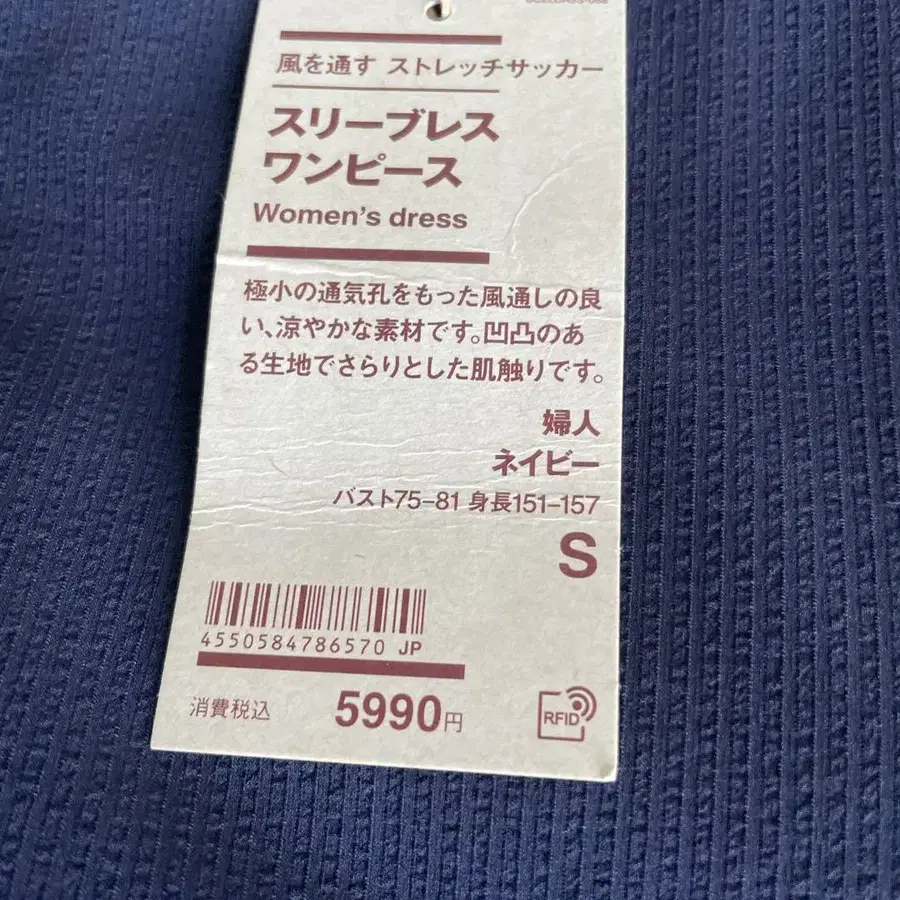 風を通す ストレッチサッカー
スリーブレス
ワンピース
Women's dress
極小の通気孔をもった風通しの良
い、涼やかな素材です。凹凸のあ
る生地でさらりとした肌触りです。
婦人
ネイビー
バスト75-81 身長151-157
S
4550584786570 JP
消費税込 5990円
RFID